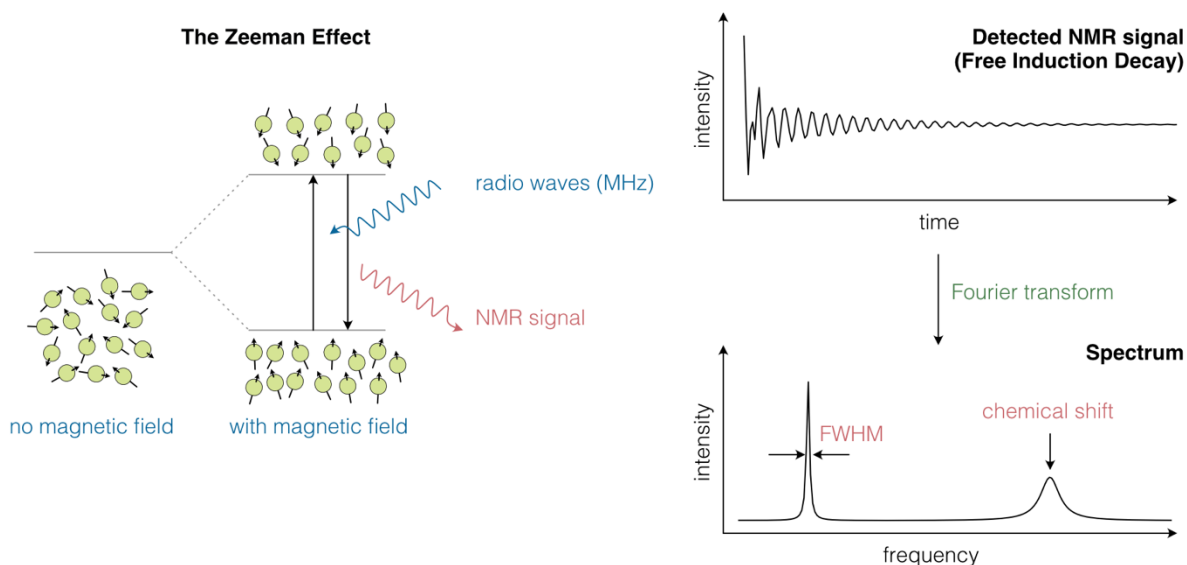 The Zeeman Effect
radio waves (MHz)
NMR signal
no magnetic field
with magnetic field
Detected NMR signal
(Free Induction Decay)
intensity
time
Fourier transform
Spectrum
chemical shift
FWHM
intensity
frequency